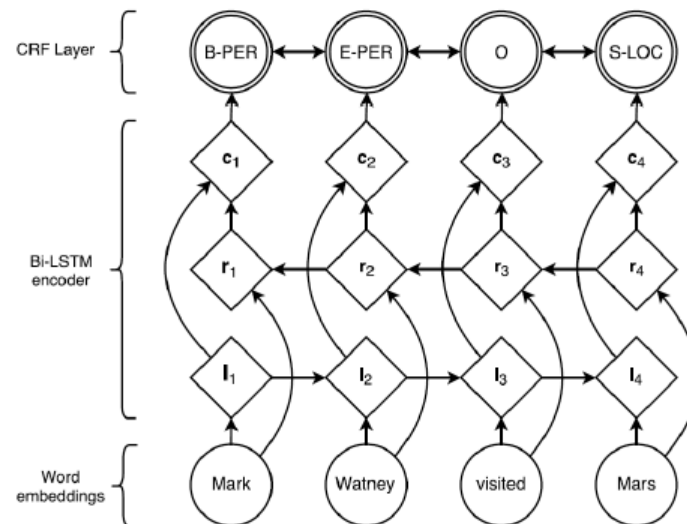 CRF Layer
B-PER E-PER O S-LOC
c1 c2 c3 c4
Bi-LSTM
encoder
r1 r2 r3 r4
l1 l2 l3 l4
Word
embeddings
Mark Watney visited Mars